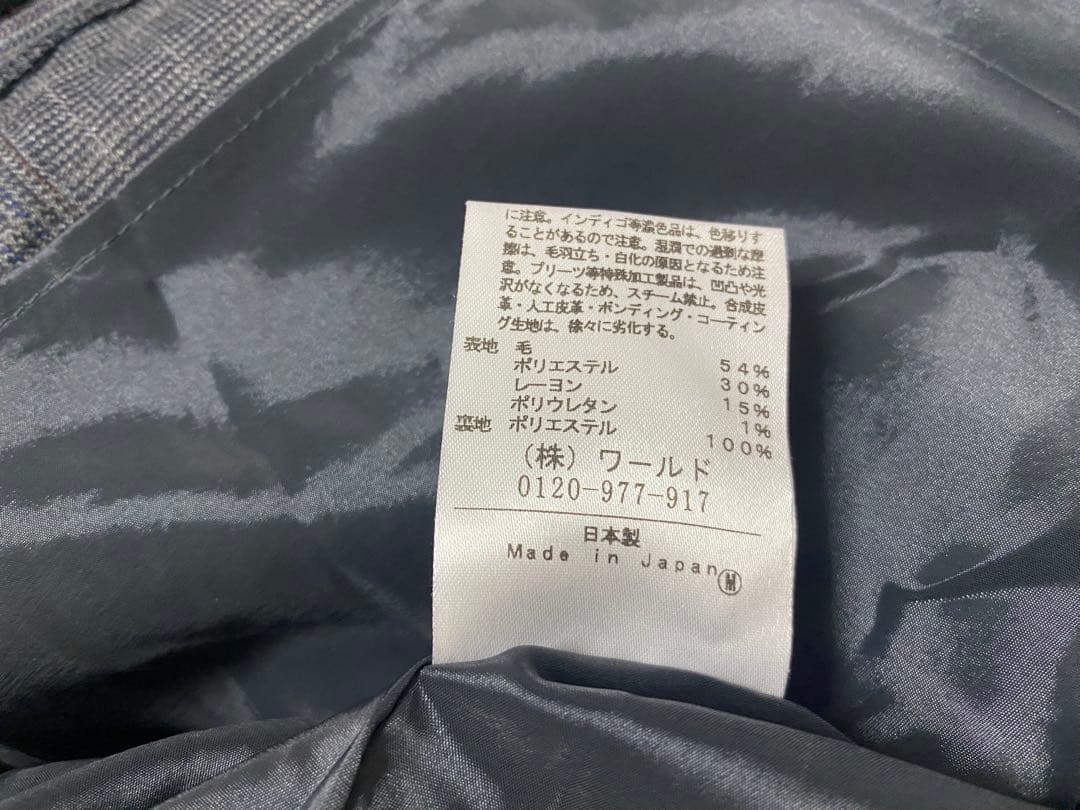 に注意。インディゴ等濃色品は、色移りす
ることがあるので注意。湿潤での過剰な摩
擦は、毛羽立ち・白化の原因となるため注
意。プリーツ等特殊加工製品は、凹凸や光
沢がなくなるため、スチーム禁止。合成皮
革・人工皮革・ボンディング・コーティン
グ生地は、徐々に劣化する。
表地 毛 54%
ポリエステル 30%
レーヨン 15%
ポリウレタン 1%
裏地 ポリエステル 100%
(株)ワールド
0120-977-917
日本製
Made in Japan Ⓜ